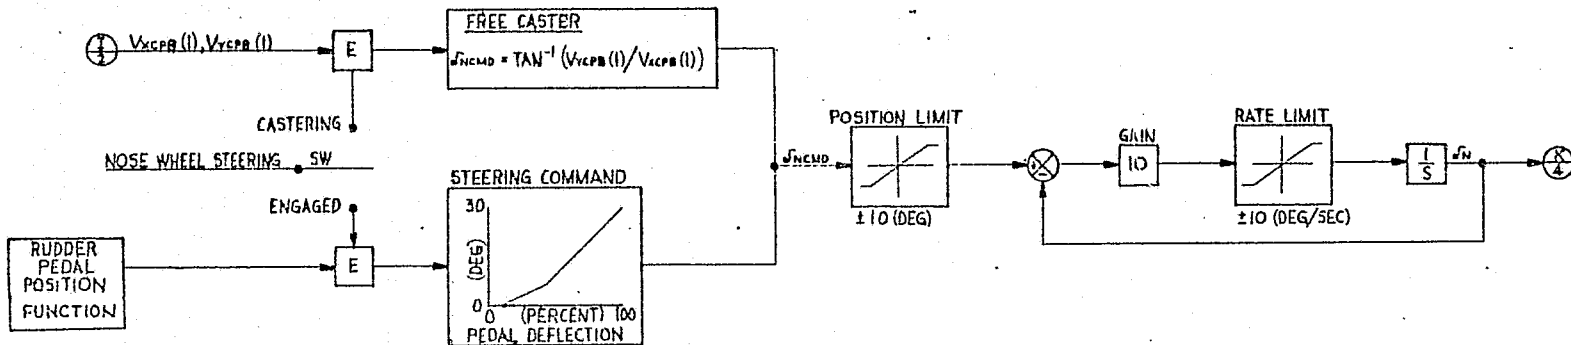 FREE CASTER
VXCPB(1), VYCPB(1)
E
δNCMD = TAN⁻¹ (VYCPB(1)/VXCPB(1))
CASTERING
NOSE WHEEL STEERING
SW
ENGAGED
RUDDER
PEDAL
POSITION
FUNCTION
E
STEERING COMMAND
30
(DEG)
0
0 (PERCENT) 100
PEDAL DEFLECTION
δNCMD
POSITION LIMIT
±10 (DEG)
+
-
GAIN
10
RATE LIMIT
±10 (DEG/SEC)
1
S
δN
K
4